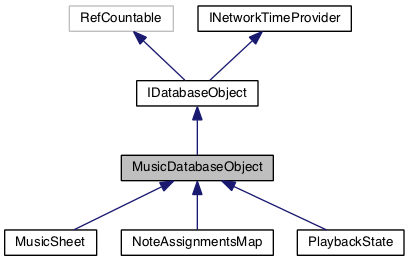 RefCountable
INetworkTimeProvider
IDatabaseObject
MusicDatabaseObject
MusicSheet
NoteAssignmentsMap
PlaybackState